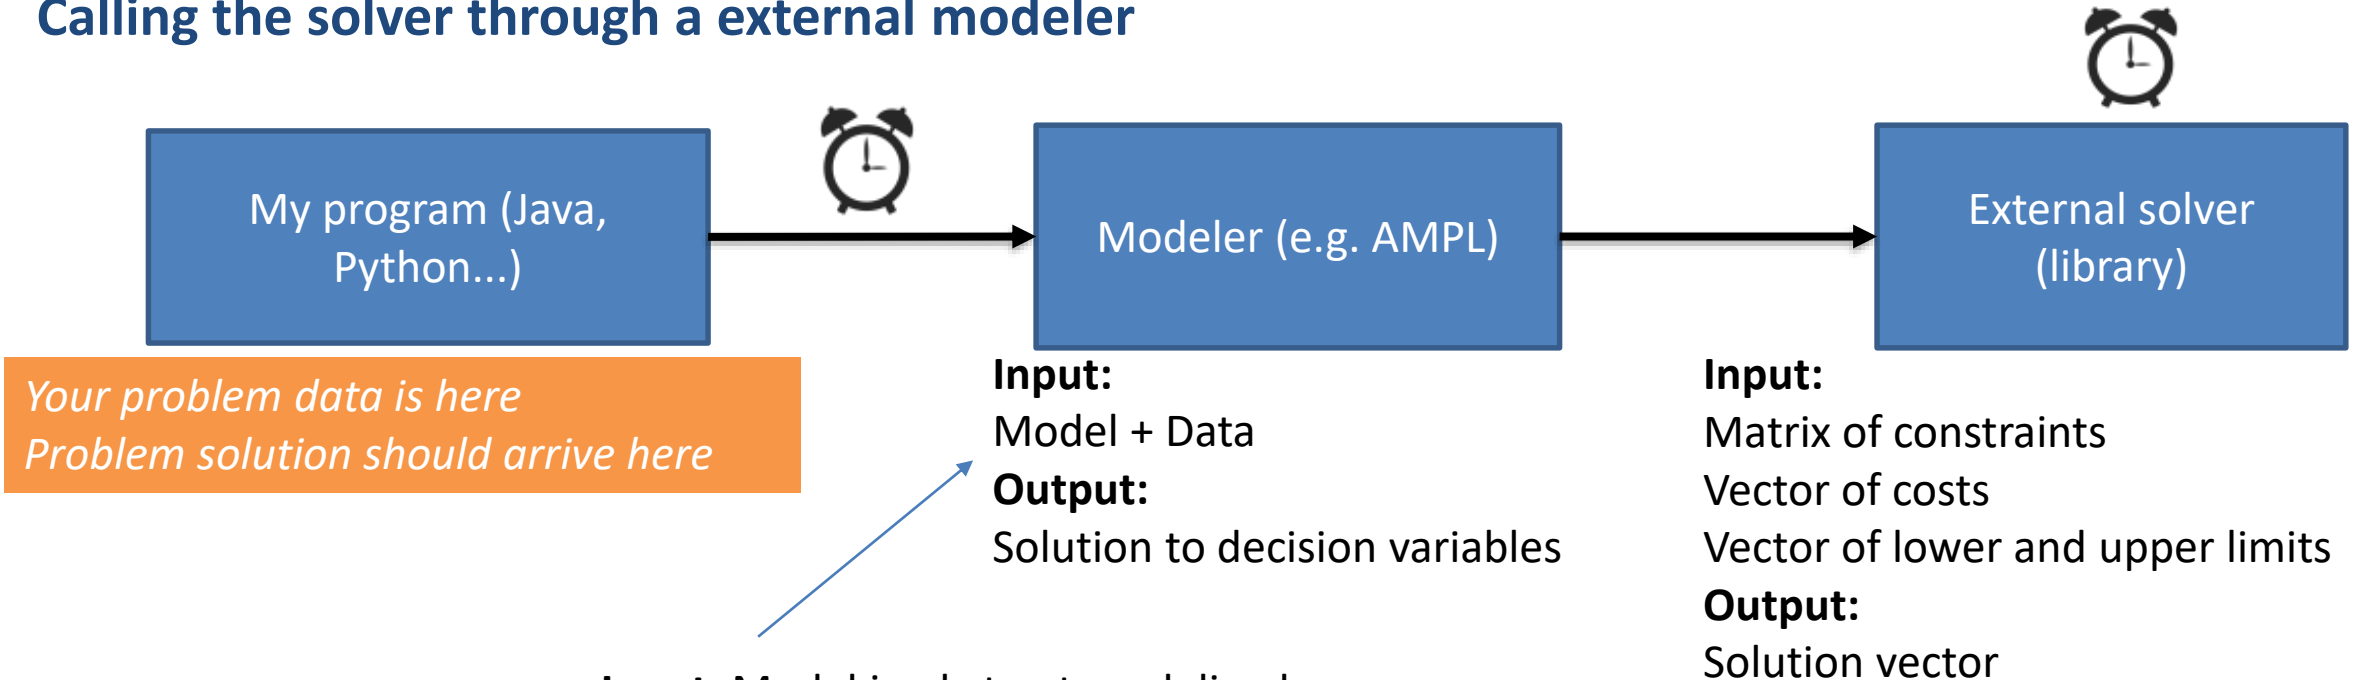 Calling the solver through a external modeler
My program (Java,
Python...)
Modeler (e.g. AMPL)
External solver
(library)
Your problem data is here
Problem solution should arrive here
Input:
Model + Data
Output:
Solution to decision variables
Input:
Matrix of constraints
Vector of costs
Vector of lower and upper limits
Output:
Solution vector